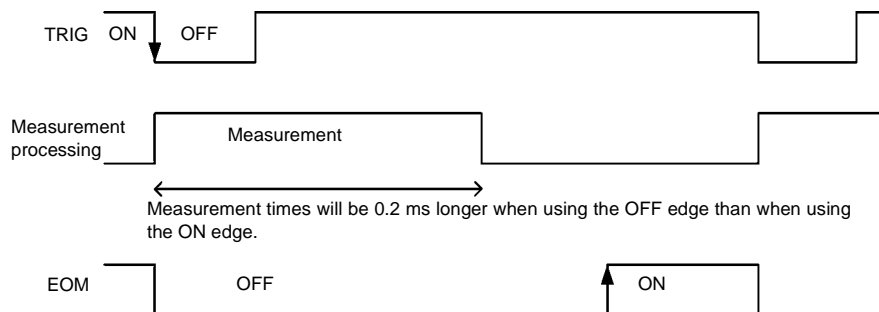 TRIG ON OFF
Measurement
processing
Measurement
Measurement times will be 0.2 ms longer when using the OFF edge than when using
the ON edge.
EOM OFF ON